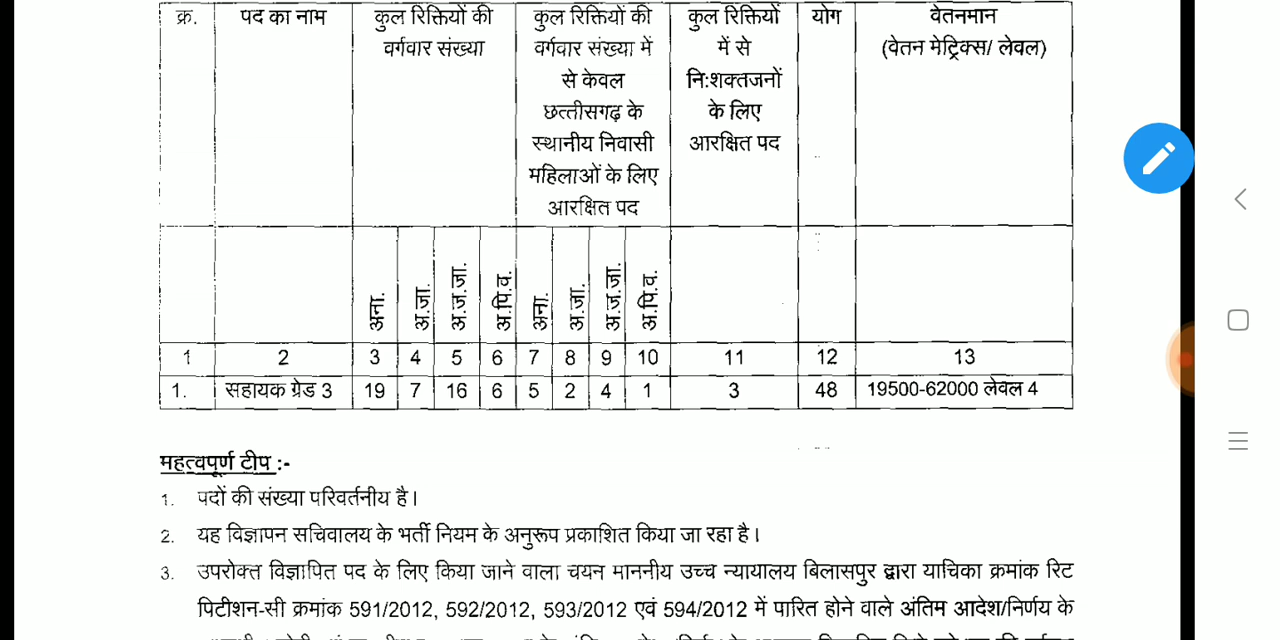 क्र. पद का नाम कुल रिक्तियों की कुल रिक्तियों की कुल रिक्तियों योग वेतनमान
वर्गवार संख्या वर्गवार संख्या में में से (वेतन मेट्रिक्स/ लेवल)
से केवल नि:शक्तजनों
छत्तीसगढ़ के के लिए
स्थानीय निवासी आरक्षित पद
महिलाओं के लिए
आरक्षित पद
अना. अ.जा. अ.ज.जा. अ.पि.व. अना. अ.जा. अ.ज.जा. अ.पि.व.
1 2 3 4 5 6 7 8 9 10 11 12 13
1. सहायक ग्रेड 3 19 7 16 6 5 2 4 1 3 48 19500-62000 लेवल 4
महत्वपूर्ण टीप :-
1. पदों की संख्या परिवर्तनीय है।
2. यह विज्ञापन सचिवालय के भर्ती नियम के अनुरूप प्रकाशित किया जा रहा है।
3. उपरोक्त विज्ञापित पद के लिए किया जाने वाला चयन माननीय उच्च न्यायालय बिलासपुर द्वारा याचिका क्रमांक रिट
पिटीशन-सी क्रमांक 591/2012, 592/2012, 593/2012 एवं 594/2012 में पारित होने वाले अंतिम आदेश/निर्णय के